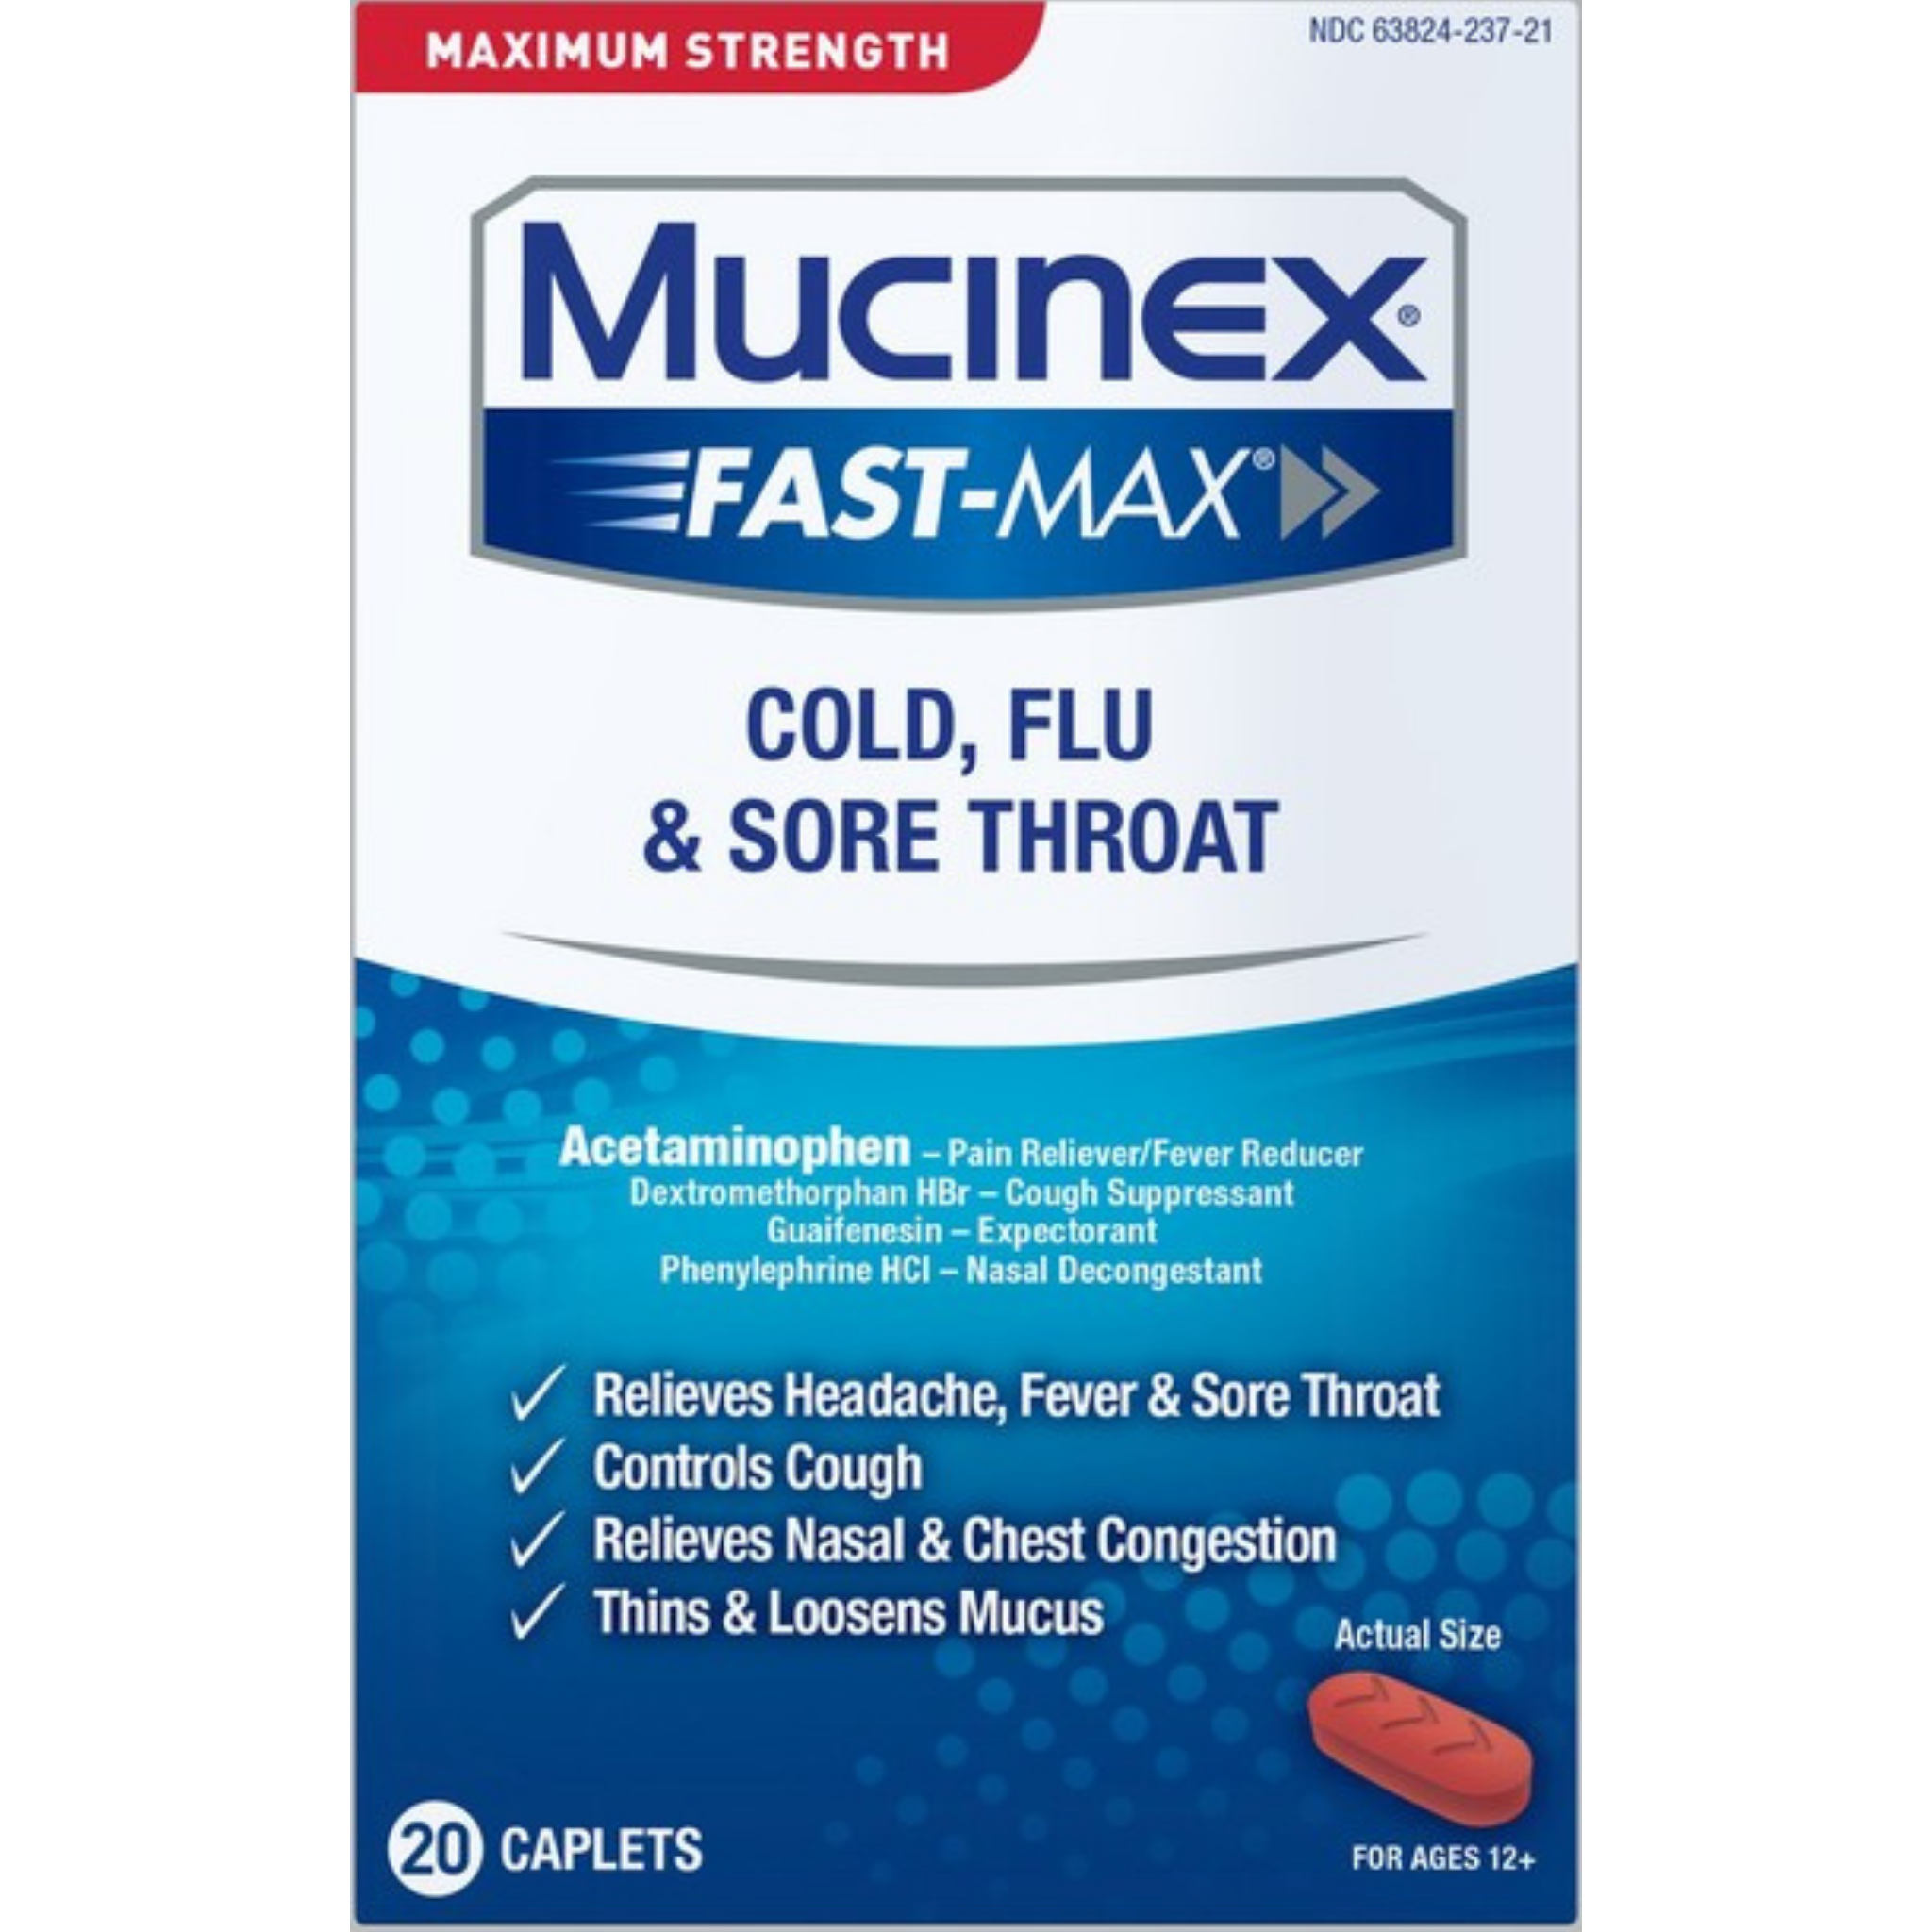 MAXIMUM STRENGTH
NDC 63824-237-21
Mucinex®
FAST-MAX®
COLD, FLU
& SORE THROAT
Acetaminophen – Pain Reliever/Fever Reducer
Dextromethorphan HBr – Cough Suppressant
Guaifenesin – Expectorant
Phenylephrine HCl – Nasal Decongestant
✓ Relieves Headache, Fever & Sore Throat
✓ Controls Cough
✓ Relieves Nasal & Chest Congestion
✓ Thins & Loosens Mucus
Actual Size
20 CAPLETS
FOR AGES 12+